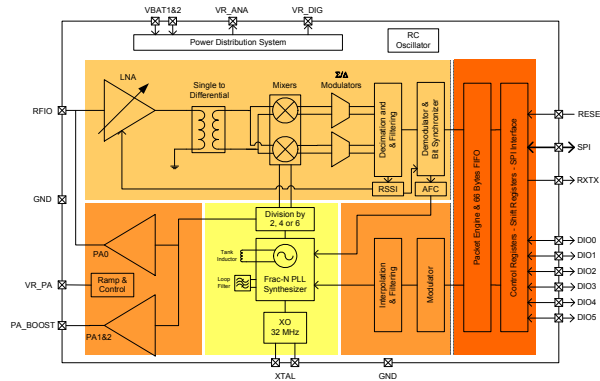 VBAT1&2
VR_ANA
VR_DIG
Power Distribution System
RC
Oscillator
LNA
Single to
Differential
Mixers
Σ/Δ
Modulators
RFIO
Decimation and
& Filtering
Demodulator &
Bit Synchronizer
RSSI
AFC
Packet Engine & 66 Bytes FIFO
Control Registers - Shift Registers - SPI Interface
RESE
SPI
RXTX
DIO0
DIO1
DIO2
DIO3
DIO4
DIO5
GND
PA0
Division by
2, 4 or 6
Tank
Inductor
Loop
Filter
Frac-N PLL
Synthesizer
Interpolation
& Filtering
Modulator
VR_PA
Ramp &
Control
PA_BOOST
PA1&2
XO
32 MHz
XTAL
GND